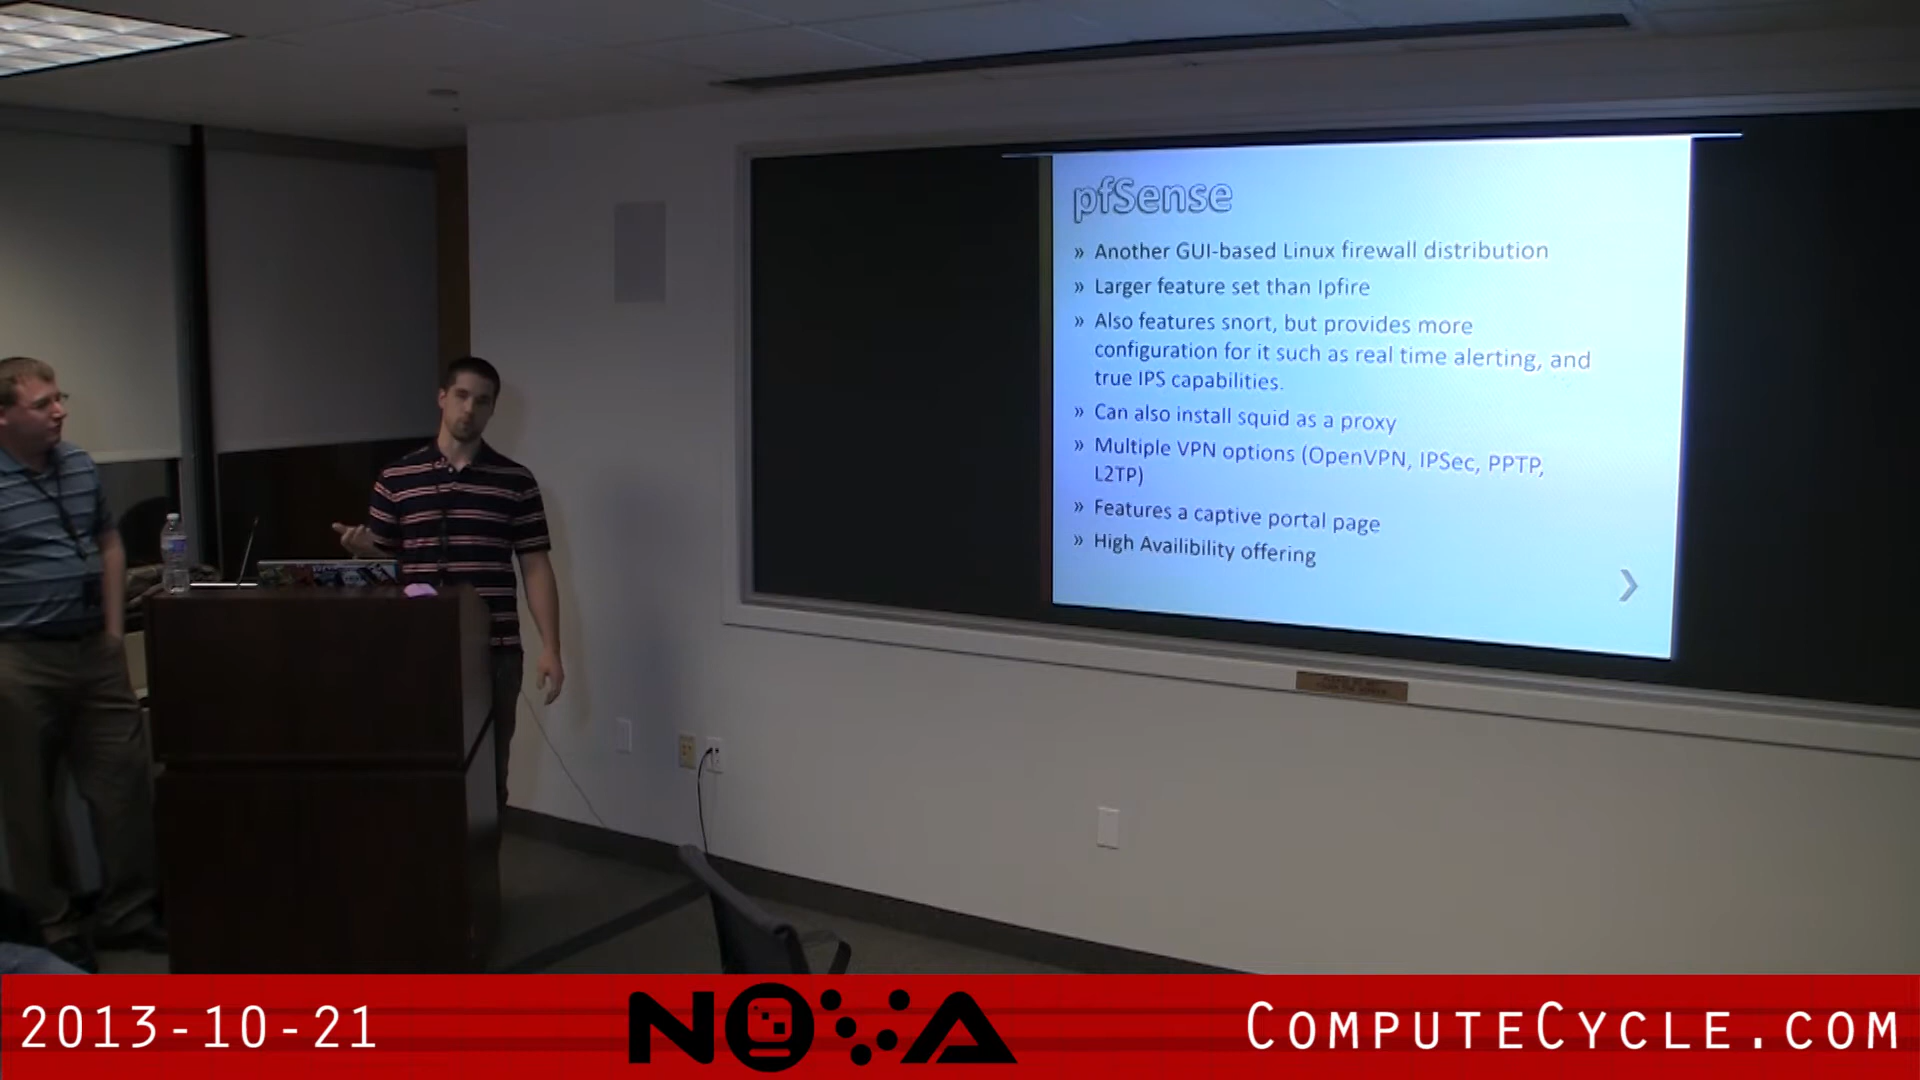 pfSense
» Another GUI-based Linux firewall distribution
» Larger feature set than Ipfire
» Also features snort, but provides more
configuration for it such as real time alerting, and
true IPS capabilities.
» Can also install squid as a proxy
» Multiple VPN options (OpenVPN, IPSec, PPTP,
L2TP)
» Features a captive portal page
» High Availibility offering
2013-10-21
NOVA
COMPUTECYCLE.COM